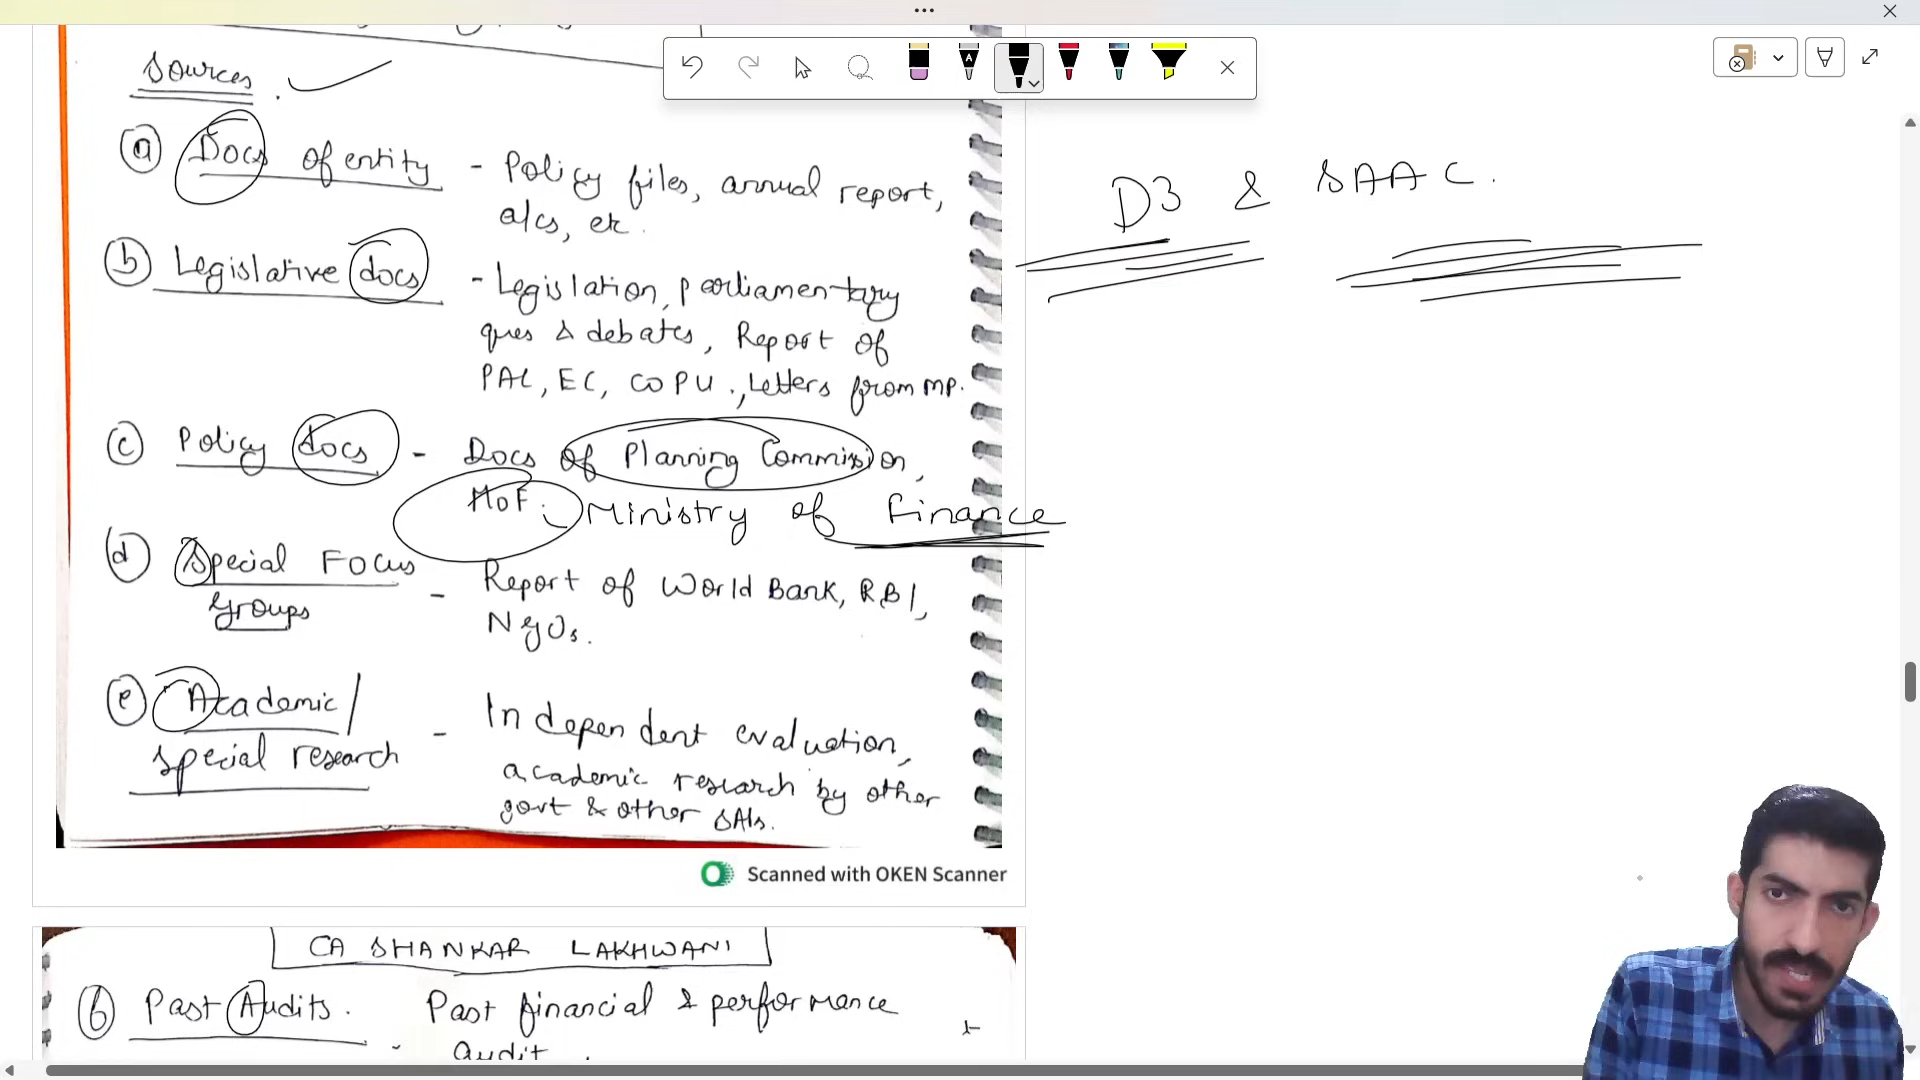 Sources.
(a) Docs of entity - Policy files, annual report,
a/cs, etc.
(b) Legislative docs - Legislation, parliamentary
ques & debates, Report of
PAC, EC, COPU., Letters from MP.
(c) Policy docs - Docs of Planning Commission,
MoF. Ministry of Finance
(d) Special Focus
groups - Report of World Bank, RBI,
NGOs.
(e) Academic/
special research - Independent evaluation,
academic research by other
govt & other SAIs.
Scanned with OKEN Scanner
CA SHANKAR LAKHWANI
(6) Past Audits. - Past financial & performance
audit.
D3 & SAAC.